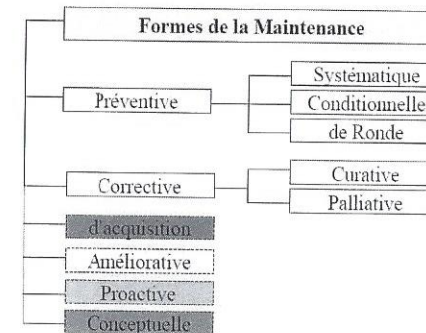 Formes de la Maintenance
Systématique
Préventive
Conditionnelle
de Ronde
Corrective
Curative
Palliative
d'acquisition
Améliorative
Proactive
Conceptuelle